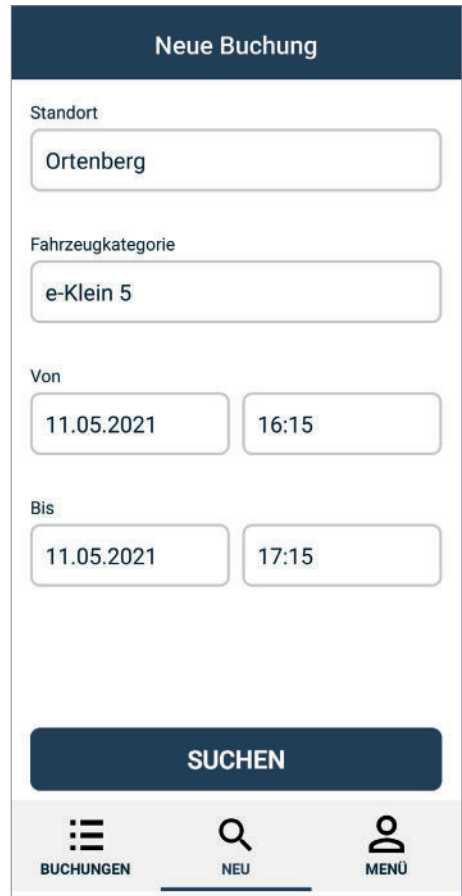 Neue Buchung
Standort
Ortenberg
Fahrzeugkategorie
e-Klein 5
Von
11.05.2021 16:15
Bis
11.05.2021 17:15
SUCHEN
BUCHUNGEN NEU MENÜ